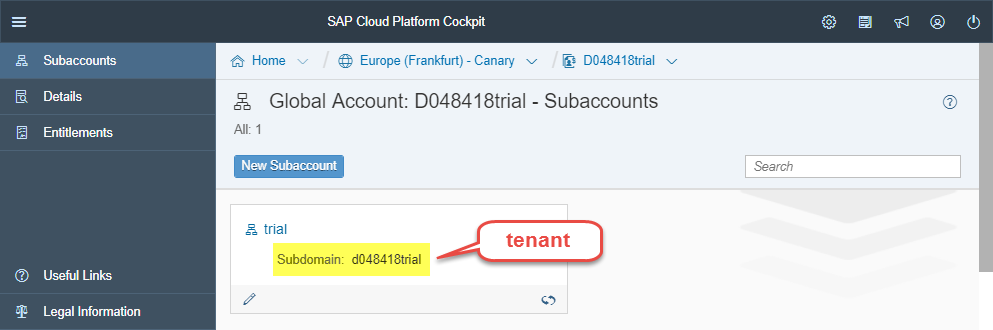 SAP Cloud Platform Cockpit
Subaccounts
Details
Entitlements
Useful Links
Legal Information
Home
Europe (Frankfurt) - Canary
D048418trial
Global Account: D048418trial - Subaccounts
All: 1
New Subaccount
Search
trial
Subdomain: d048418trial
tenant